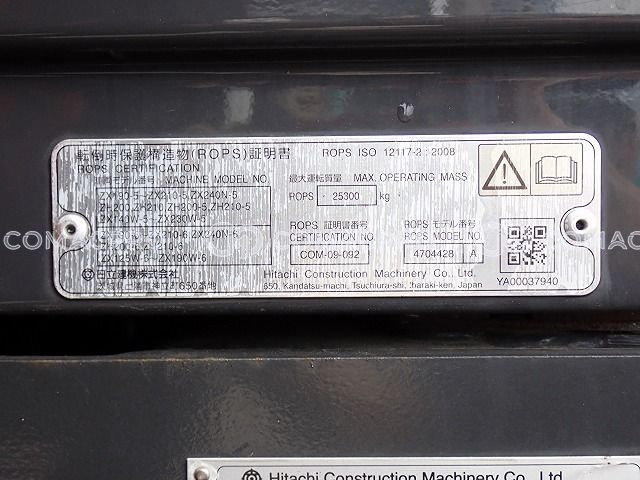 転倒時保護構造物(ROPS)証明書
ROPS CERTIFICATION
ROPS ISO 12117-2 : 2008
MACHINE MODEL NO.
ZH200,ZH210,ZH200-5,ZH210-5
ZX140W-5 ~ZX230W-5
ZX125W-6 ~ZX190W-6
最大運転質量 MAX. OPERATING MASS
ROPS 25300 kg
ROPS 証明書番号
CERTIFICATION NO.
COM-09-092
ROPS モデル番号
ROPS MODEL NO.
4704428 A
日立建機株式会社
Hitachi Construction Machinery Co., Ltd.
650, Kandatsu-machi, Tsuchiura-shi, Ibaraki-ken, Japan
YA00037940
Hitachi Construction Machinery Co., Ltd.